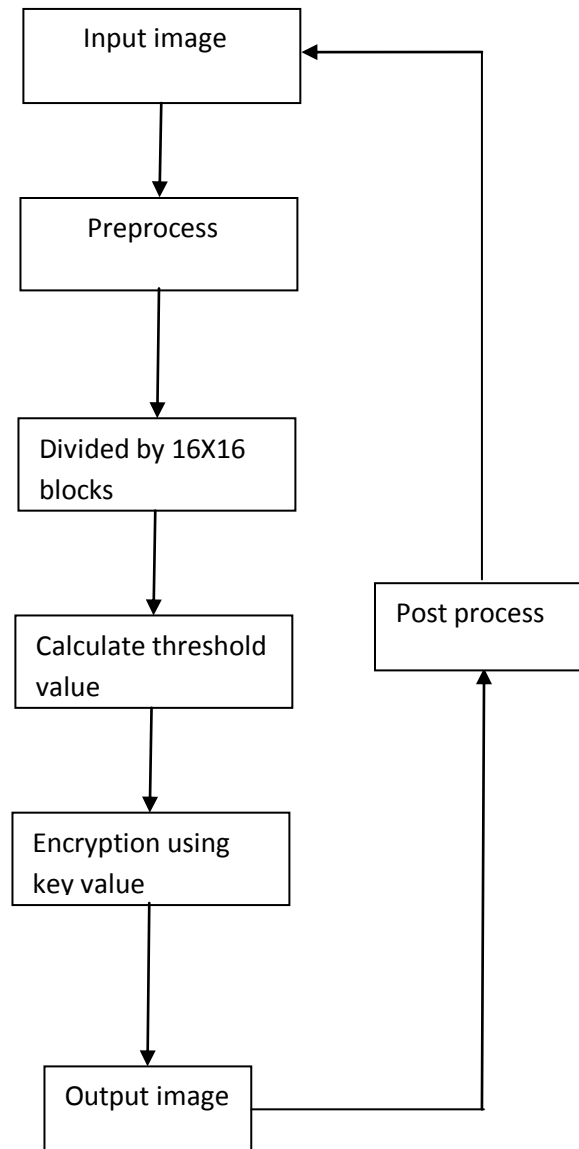 Input image
Preprocess
Divided by 16X16
blocks
Calculate threshold
value
Post process
Encryption using
key value
Output image